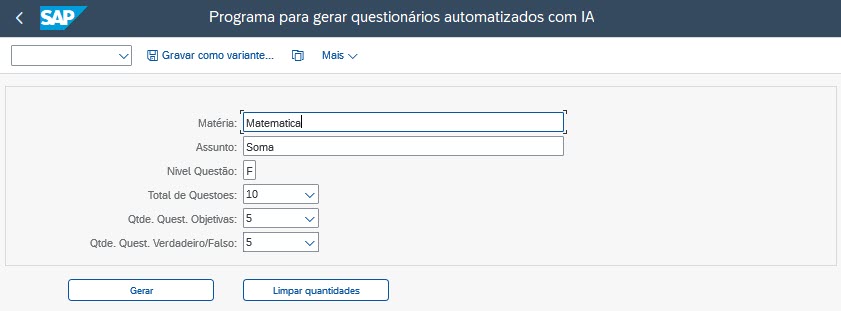 SAP Programa para gerar questionários automatizados com IA
Gravar como variante... Mais
Matéria: Matematica
Assunto: Soma
Nivel Questão: F
Total de Questoes: 10
Qtde. Quest. Objetivas: 5
Qtde. Quest. Verdadeiro/Falso: 5
Gerar Limpar quantidades